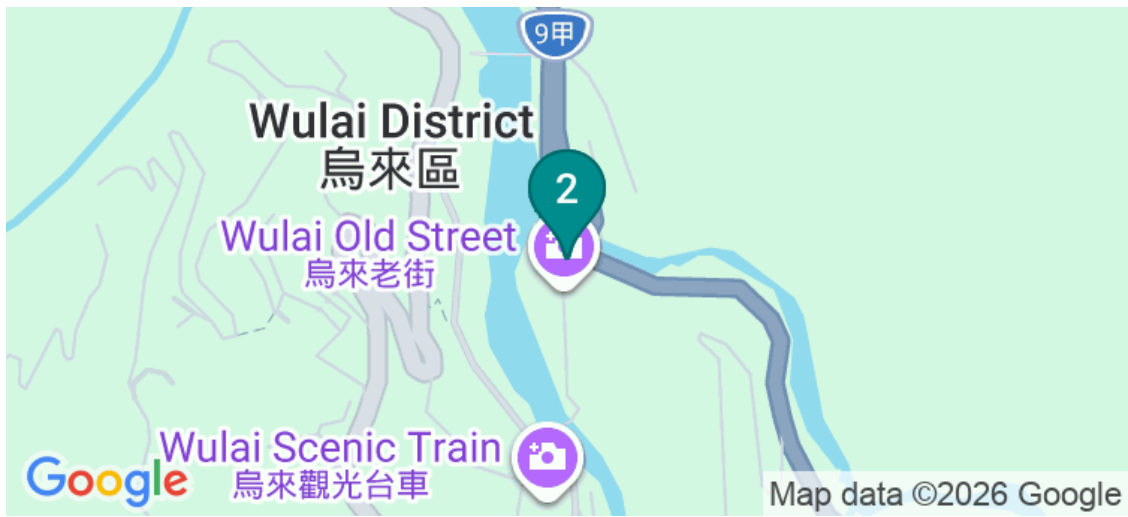 9甲
Wulai District
烏來區
2
Wulai Old Street
烏來老街
Wulai Scenic Train
烏來觀光台車
Google
Map data ©2026 Google